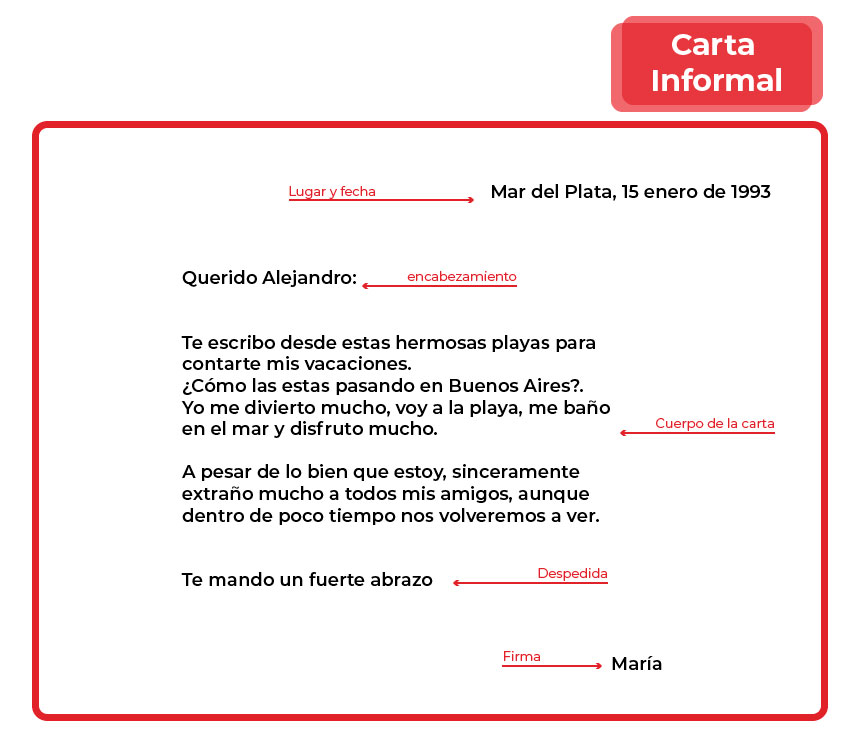 Carta
Informal
Lugar y fecha
Mar del Plata, 15 enero de 1993
Querido Alejandro:
encabezamiento
Te escribo desde estas hermosas playas para
contarte mis vacaciones.
¿Cómo las estas pasando en Buenos Aires?.
Yo me divierto mucho, voy a la playa, me baño
en el mar y disfruto mucho.
Cuerpo de la carta
A pesar de lo bien que estoy, sinceramente
extraño mucho a todos mis amigos, aunque
dentro de poco tiempo nos volveremos a ver.
Te mando un fuerte abrazo
Despedida
Firma
María